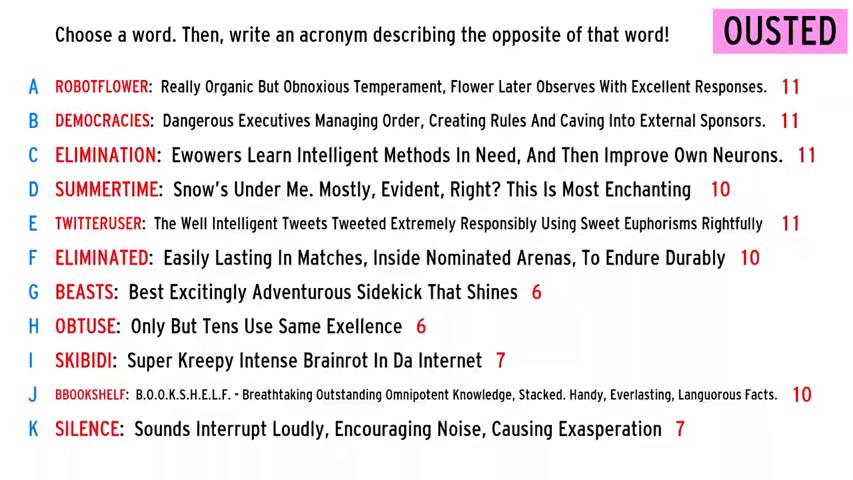 Choose a word. Then, write an acronym describing the opposite of that word!
OUSTED
A ROBOTFLOWER: Really Organic But Obnoxious Temperament, Flower Later Observes With Excellent Responses. 11
B DEMOCRACIES: Dangerous Executives Managing Order, Creating Rules And Caving Into External Sponsors. 11
C ELIMINATION: Ewowers Learn Intelligent Methods In Need, And Then Improve Own Neurons. 11
D SUMMERTIME: Snow's Under Me. Mostly, Evident, Right? This Is Most Enchanting 10
E TWITTERUSER: The Well Intelligent Tweets Tweeted Extremely Responsibly Using Sweet Euphorisms Rightfully 11
F ELIMINATED: Easily Lasting In Matches, Inside Nominated Arenas, To Endure Durably 10
G BEASTS: Best Excitingly Adventurous Sidekick That Shines 6
H OBTUSE: Only But Tens Use Same Exellence 6
I SKIBIDI: Super Kreepy Intense Brainrot In Da Internet 7
J BBOOKSHELF: B.O.O.K.S.H.E.L.F. - Breathtaking Outstanding Omnipotent Knowledge, Stacked. Handy, Everlasting, Languorous Facts. 10
K SILENCE: Sounds Interrupt Loudly, Encouraging Noise, Causing Exasperation 7